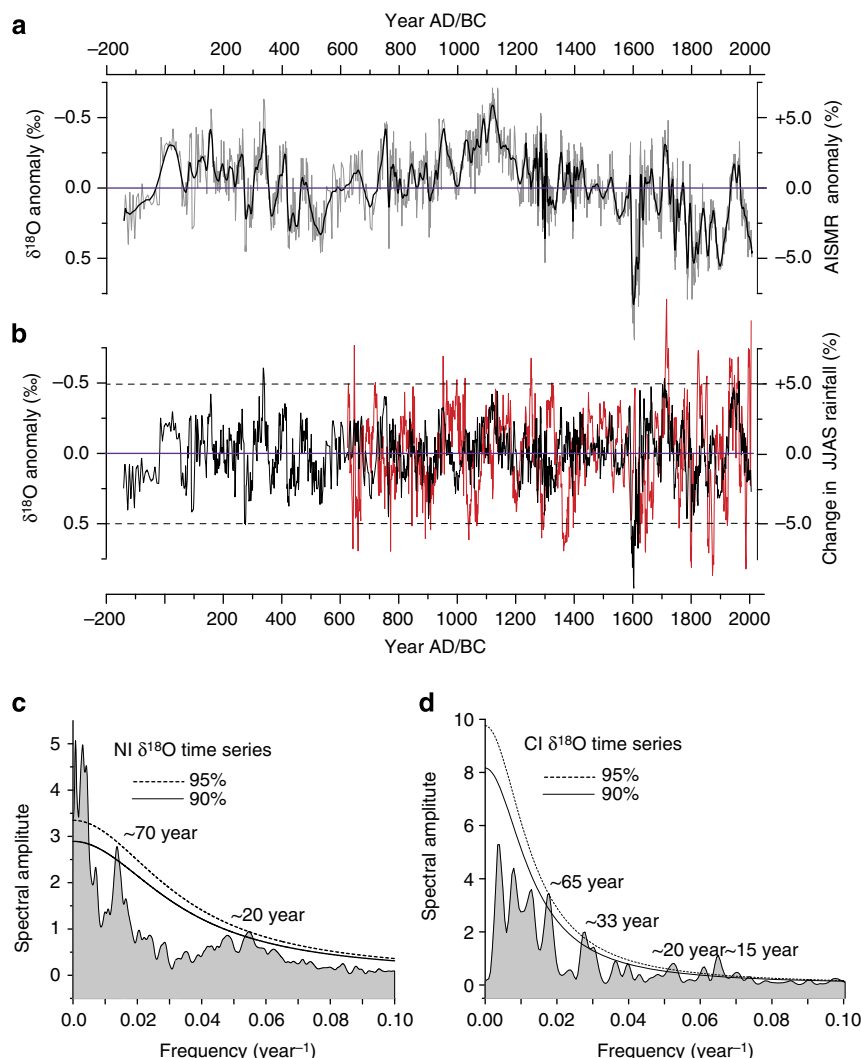 a
Year AD/BC
–200 0 200 400 600 800 1000 1200 1400 1600 1800 2000
δ18O anomaly (‰)
–0.5
0.0
0.5
+5.0
0.0
–5.0
AISMR anomaly (%)
b
δ18O anomaly (‰)
–0.5
0.0
0.5
+5.0
0.0
–5.0
Change in JJAS rainfall (%)
–200 0 200 400 600 800 1000 1200 1400 1600 1800 2000
Year AD/BC
c
NI δ18O time series
95%
90%
~70 year
~20 year
Spectral amplitude
5
4
3
2
1
0
0.0 0.02 0.04 0.06 0.08 0.10
Frequency (year–1)
d
CI δ18O time series
95%
90%
~65 year
~33 year
~20 year~15 year
Spectral amplitude
10
8
6
4
2
0
0.00 0.02 0.04 0.06 0.08 0.10
Frequency (year–1)